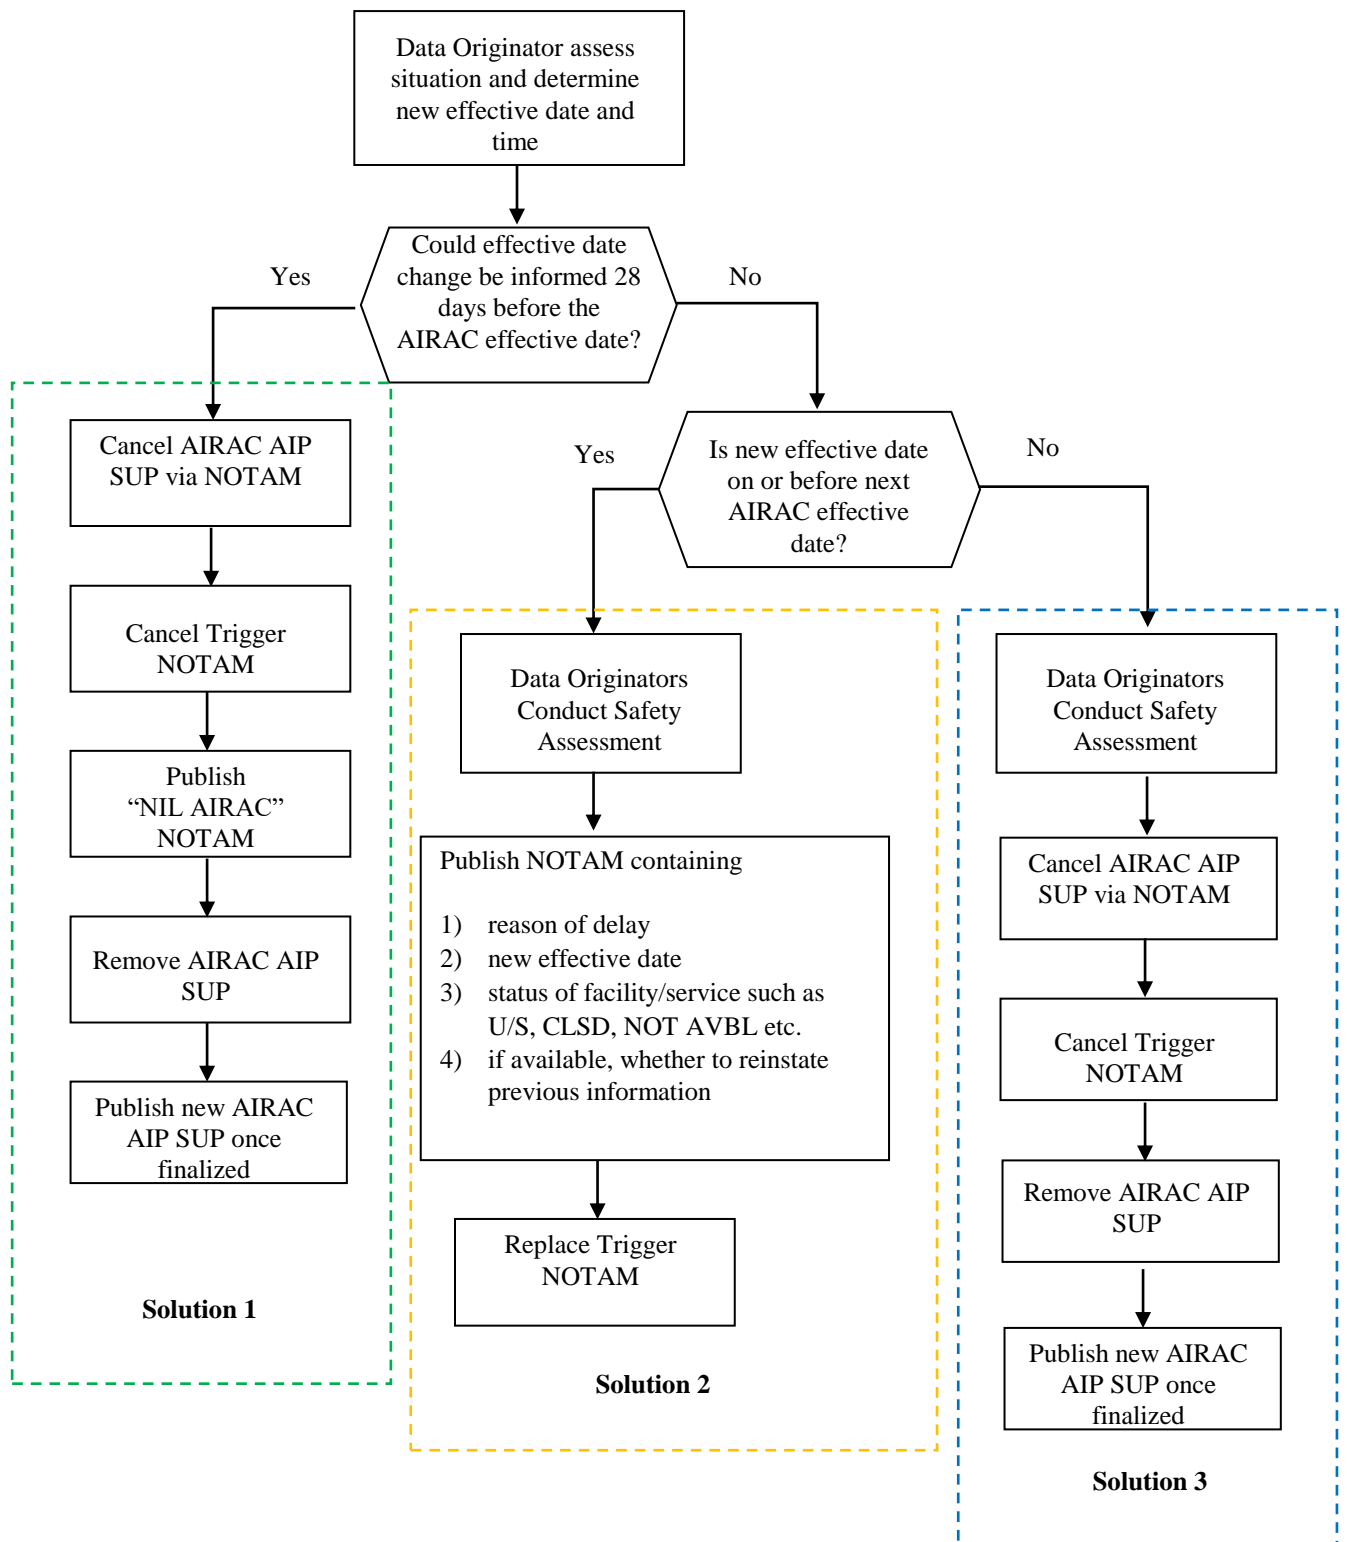 Data Originator assess
situation and determine
new effective date and
time
Could effective date
change be informed 28
days before the
AIRAC effective date?
Yes
No
Is new effective date
on or before next
AIRAC effective
date?
Yes
No
Cancel AIRAC AIP
SUP via NOTAM
Cancel Trigger
NOTAM
Publish
“NIL AIRAC”
NOTAM
Remove AIRAC AIP
SUP
Publish new AIRAC
AIP SUP once
finalized
Solution 1
Data Originators
Conduct Safety
Assessment
Publish NOTAM containing
1) reason of delay
2) new effective date
3) status of facility/service such as
U/S, CLSD, NOT AVBL etc.
4) if available, whether to reinstate
previous information
Replace Trigger
NOTAM
Solution 2
Data Originators
Conduct Safety
Assessment
Cancel AIRAC AIP
SUP via NOTAM
Cancel Trigger
NOTAM
Remove AIRAC AIP
SUP
Publish new AIRAC
AIP SUP once
finalized
Solution 3